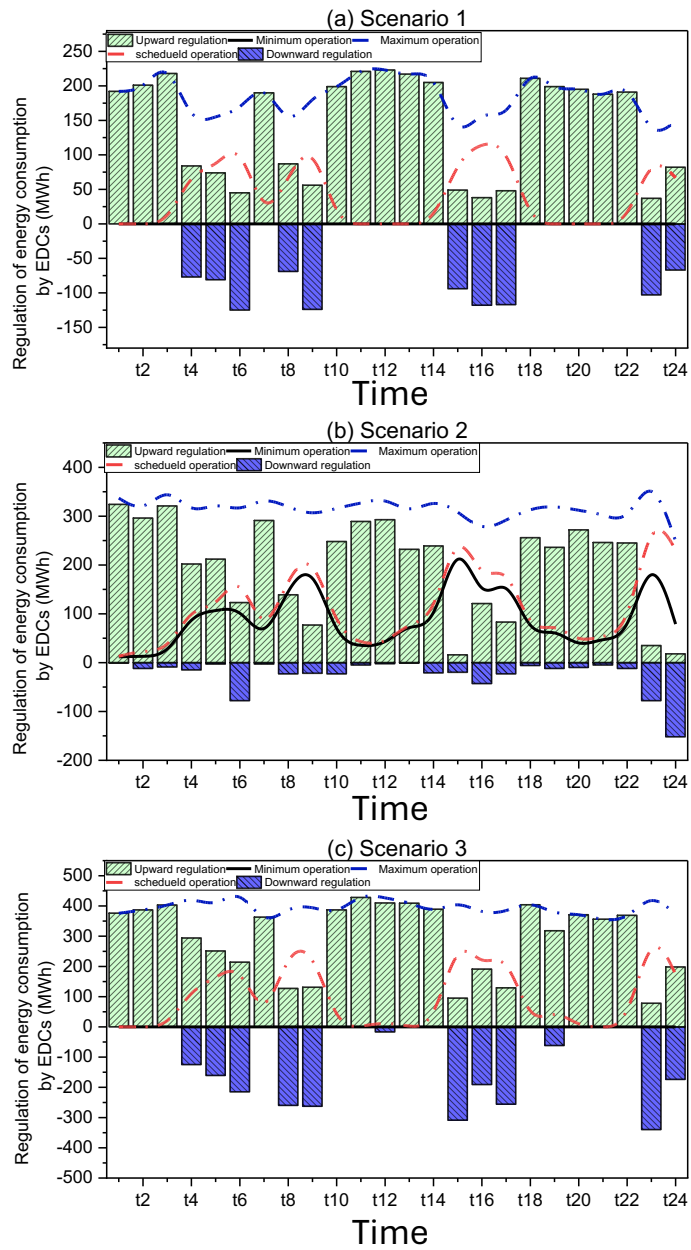 (a) Scenario 1
Upward regulation Minimum operation Maximum operation
schedueld operation Downward regulation
Regulation of energy consumption
by EDCs (MWh)
250
200
150
100
50
0
-50
-100
-150
t2 t4 t6 t8 t10 t12 t14 t16 t18 t20 t22 t24
Time
(b) Scenario 2
Upward regulation Minimum operation Maximum operation
schedueld operation Downward regulation
Regulation of energy consumption
by EDCs (MWh)
400
300
200
100
0
-100
-200
t2 t4 t6 t8 t10 t12 t14 t16 t18 t20 t22 t24
Time
(c) Scenario 3
Upward regulation Minimum operation Maximum operation
schedueld operation Downward regulation
Regulation of energy consumption
by EDCs (MWh)
500
400
300
200
100
0
-100
-200
-300
-400
-500
t2 t4 t6 t8 t10 t12 t14 t16 t18 t20 t22 t24
Time